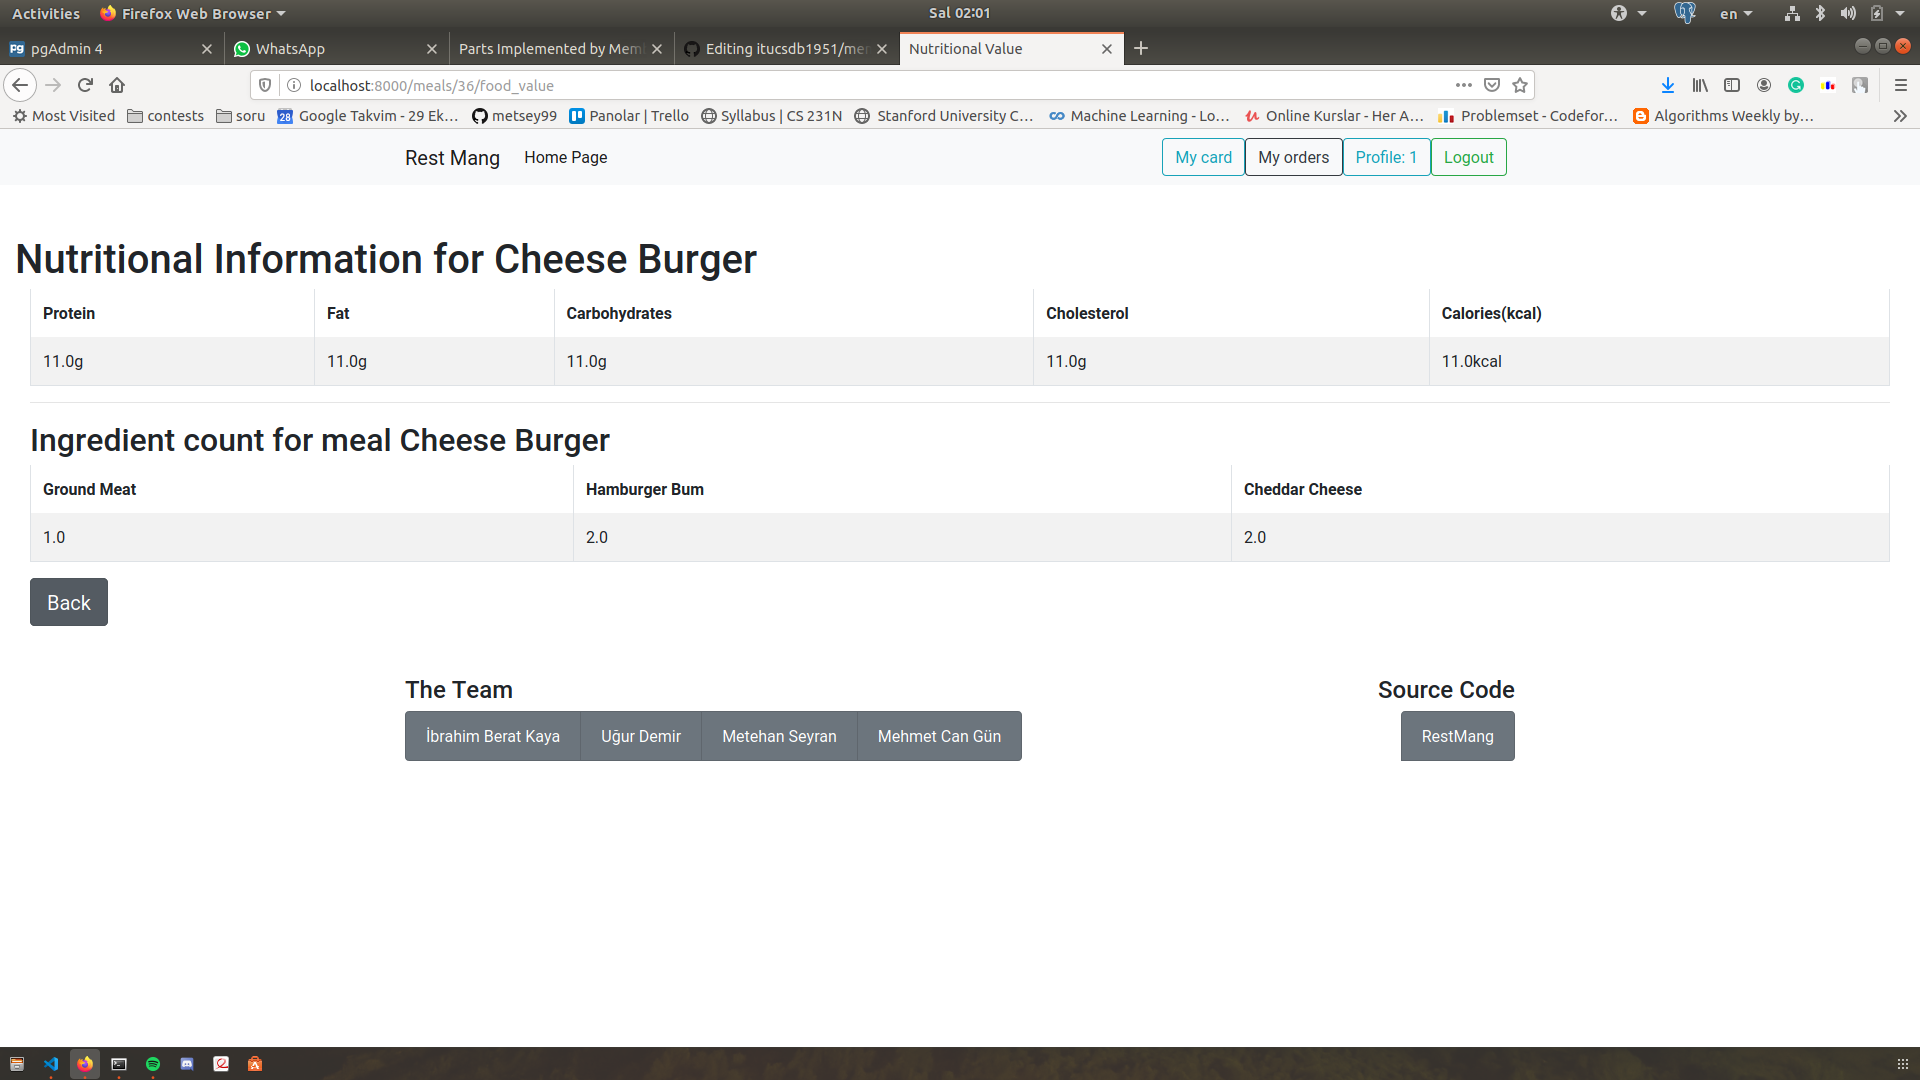 Activities Firefox Web Browser Sal 02:01 en
pgAdmin 4 WhatsApp Parts Implemented by Mem Editing itucsdb1951/mer Nutritional Value
localhost:8000/meals/36/food_value
Most Visited contests soru Google Takvim - 29 Ek… metsey99 Panolar | Trello Syllabus | CS 231N Stanford University C… Machine Learning - Lo… Online Kurslar - Her A… Problemset - Codefor… Algorithms Weekly by…
Rest Mang Home Page My card My orders Profile: 1 Logout
Nutritional Information for Cheese Burger
Protein Fat Carbohydrates Cholesterol Calories(kcal)
11.0g 11.0g 11.0g 11.0g 11.0kcal
Ingredient count for meal Cheese Burger
Ground Meat Hamburger Bum Cheddar Cheese
1.0 2.0 2.0
Back
The Team Source Code
İbrahim Berat Kaya Uğur Demir Metehan Seyran Mehmet Can Gün RestMang